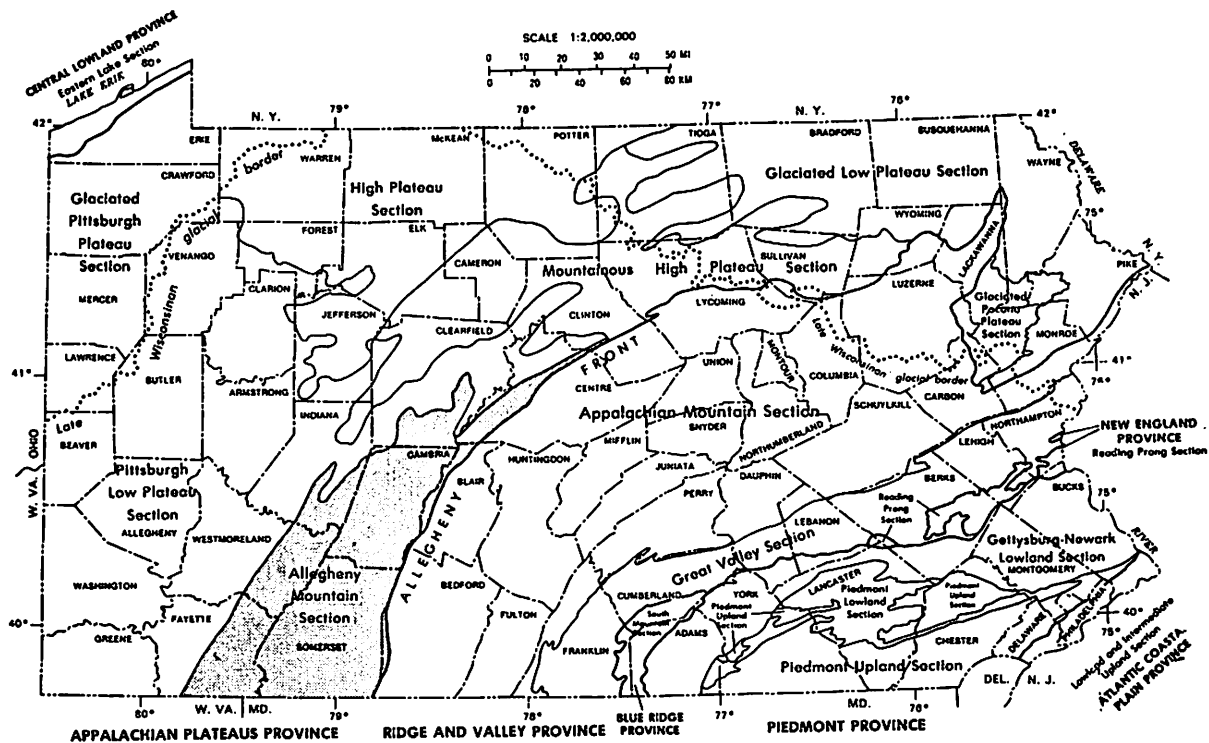 CENTRAL LOWLAND PROVINCE
Eastern Lake Section
LAKE ERIE
80°
SCALE 1:2,000,000
0 10 20 30 40 50 MI
0 20 40 60 80 KM
42°
79°
N. Y.
78°
77°
N. Y.
76°
42°
ERIE
CRAWFORD
WARREN
McKEAN
POTTER
TIOGA
BRADFORD
SUSQUEHANNA
WAYNE
DELAWARE
border
glacial
Wisconsinan
Late
Glaciated
Pittsburgh
Plateau
Section
High Plateau
Section
Glaciated Low Plateau Section
WYOMING
LACKAWANNA
75°
N. Y.
N. J.
PIKE
VENANGO
FOREST
ELK
CAMERON
Mountainous High Plateau Section
SULLIVAN
LUZERNE
MERCER
CLARION
JEFFERSON
CLEARFIELD
CLINTON
LYCOMING
Glaciated
Pocono
Plateau
Section
MONROE
LAWRENCE
BUTLER
ARMSTRONG
INDIANA
CENTRE
UNION
MONTOUR
COLUMBIA
Late Wisconsinan glacial border
41°
41°
75°
ALLEGHENY FRONT
Appalachian Mountain Section
SNYDER
NORTHUMBERLAND
SCHUYLKILL
CARBON
NORTHAMPTON
LEHIGH
NEW ENGLAND
PROVINCE
Reading Prong Section
BEAVER
OHIO
W. VA.
Pittsburgh
Low Plateau
Section
ALLEGHENY
WESTMORELAND
CAMBRIA
BLAIR
HUNTINGDON
MIFFLIN
JUNIATA
PERRY
DAUPHIN
LEBANON
BERKS
BUCKS
75°
Reading
Prong
Section
Great Valley Section
Gettysburg-Newark
Lowland Section
MONTGOMERY
RIVER
WASHINGTON
FAYETTE
GREENE
Allegheny
Mountain
Section
SOMERSET
BEDFORD
FULTON
FRANKLIN
CUMBERLAND
South
Mountain
Section
ADAMS
YORK
Piedmont
Upland
Section
LANCASTER
Piedmont
Lowland
Section
Piedmont
Upland
Section
CHESTER
DELAWARE
PHILADELPHIA
40°
40°
75°
Piedmont Upland Section
DEL.
N. J.
Lowland and Intermediate
Upland Section
ATLANTIC COASTAL
PLAIN PROVINCE
80°
W. VA.
MD.
79°
78°
77°
MD.
76°
BLUE RIDGE
PROVINCE
APPALACHIAN PLATEAUS PROVINCE
RIDGE AND VALLEY PROVINCE
PIEDMONT PROVINCE